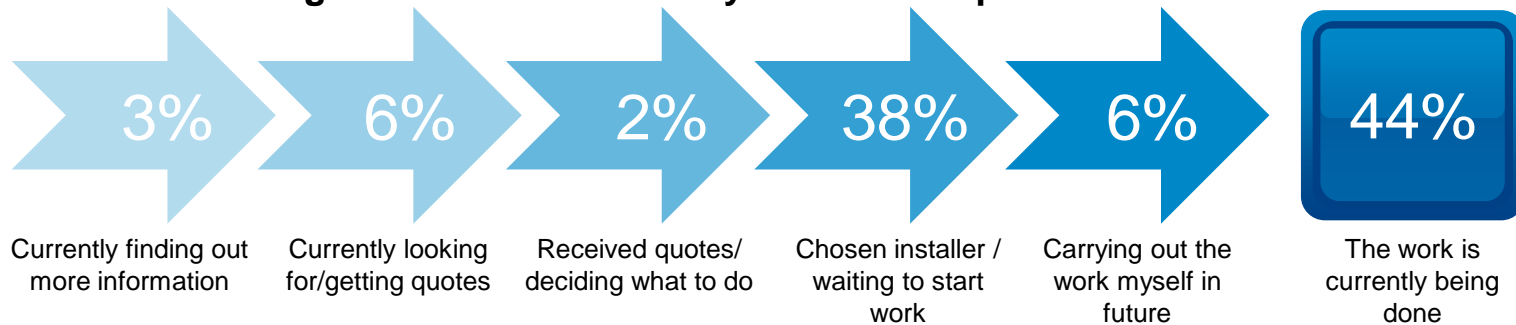 3%
6%
2%
38%
6%
44%
Currently finding out
more information
Currently looking
for/getting quotes
Received quotes/
deciding what to do
Chosen installer /
waiting to start
work
Carrying out the
work myself in
future
The work is
currently being
done